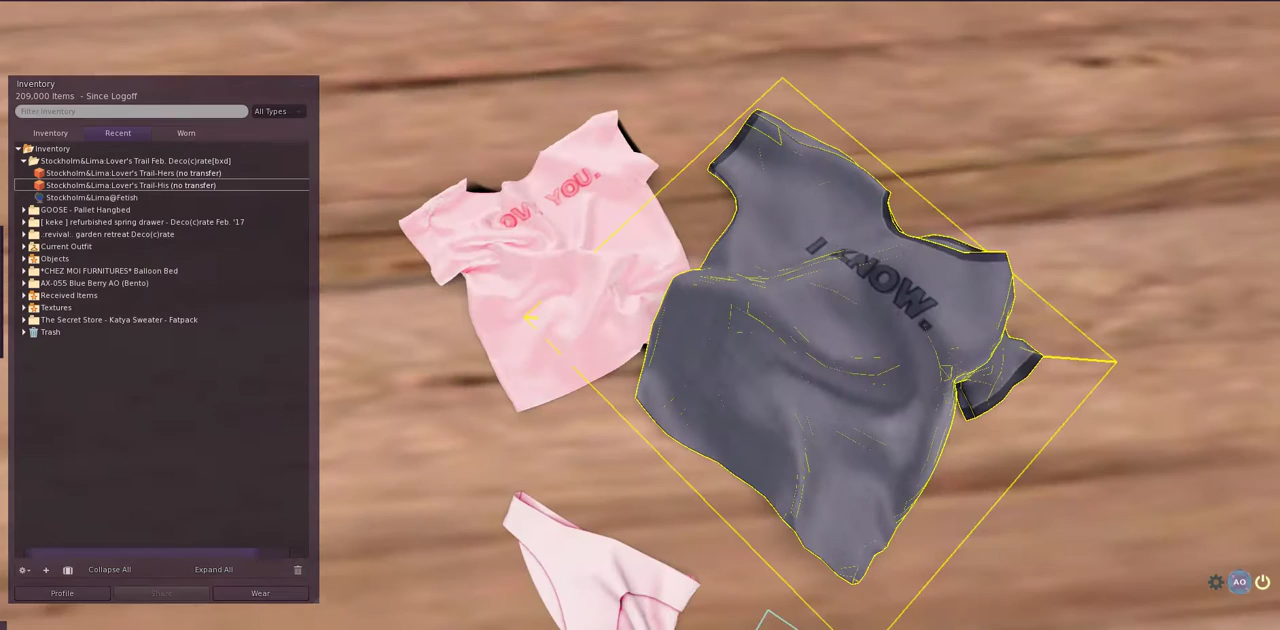 Inventory
209,000 Items - Since Logoff
Filter Inventory
All Types
Inventory
Recent
Worn
Inventory
Stockholm&Lima:Lover's Trail Feb. Deco(c)rate[bxd]
Stockholm&Lima:Lover's Trail-Hers (no transfer)
Stockholm&Lima:Lover's Trail-His (no transfer)
Stockholm&Lima@Fetish
GOOSE - Pallet Hangbed
[ keke ] refurbished spring drawer - Deco(c)rate Feb. '17
:revival:. garden retreat Deco(c)rate
Current Outfit
Objects
*CHEZ MOI FURNITURES* Balloon Bed
AX-055 Blue Berry AO (Bento)
Received Items
Textures
The Secret Store - Katya Sweater - Fatpack
Trash
Collapse All
Expand All
Profile
Share
Wear
YOU.
I KNOW.
AO